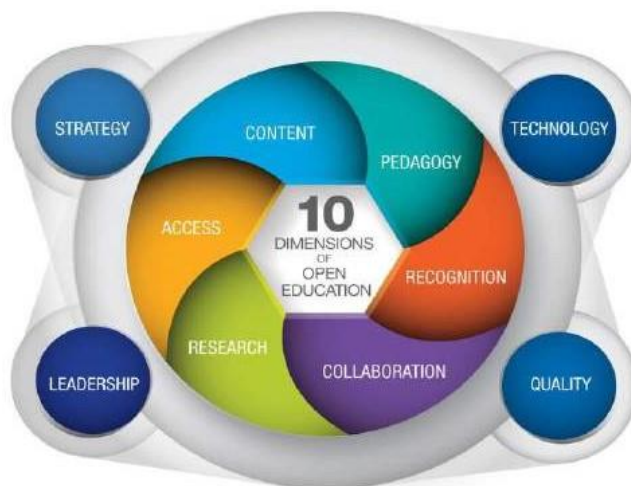 STRATEGY
TECHNOLOGY
CONTENT
PEDAGOGY
ACCESS
10
DIMENSIONS
OF
OPEN
EDUCATION
RECOGNITION
RESEARCH
COLLABORATION
LEADERSHIP
QUALITY